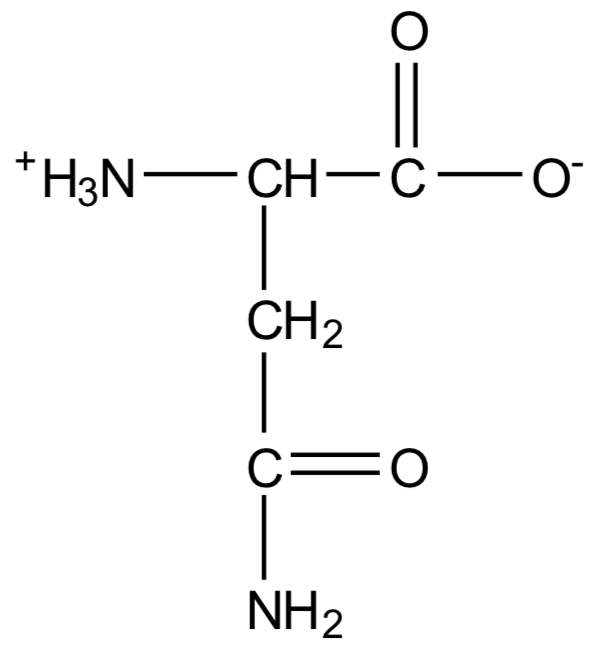 O
⁺H₃N CH C O⁻
CH₂
C O
NH₂